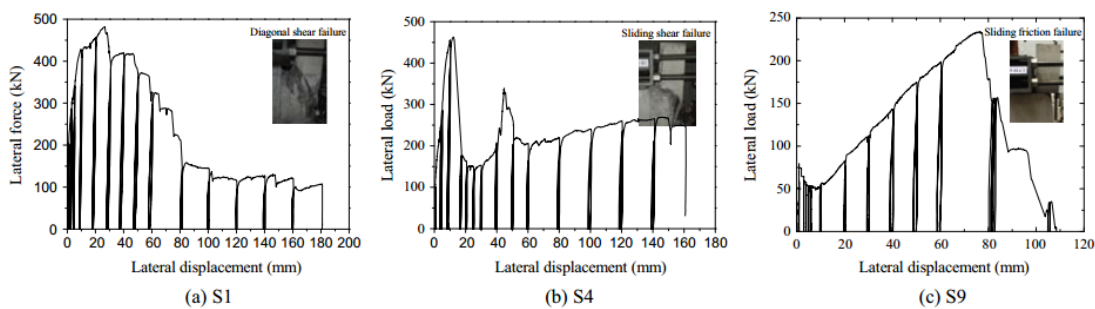 Diagonal shear failure
Lateral force (kN)
500
400
300
200
100
0
0 20 40 60 80 100 120 140 160 180 200
Lateral displacement (mm)
(a) S1
Sliding shear failure
Lateral load (kN)
500
400
300
200
100
0
0 20 40 60 80 100 120 140 160 180
Lateral displacement (mm)
(b) S4
Sliding friction failure
Lateral load (kN)
250
200
150
100
50
0
0 20 40 60 80 100 120
Lateral displacement (mm)
(c) S9